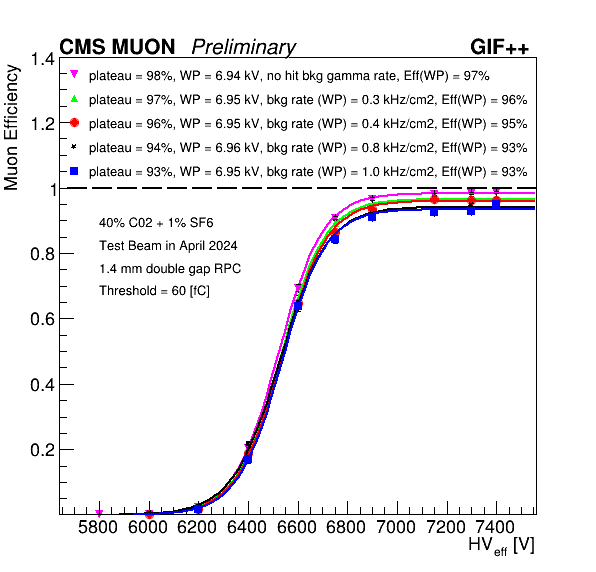 CMS MUON Preliminary GIF++
1.4
plateau = 98%, WP = 6.94 kV, no hit bkg gamma rate, Eff(WP) = 97%
plateau = 97%, WP = 6.95 kV, bkg rate (WP) = 0.3 kHz/cm2, Eff(WP) = 96%
1.2
plateau = 96%, WP = 6.95 kV, bkg rate (WP) = 0.4 kHz/cm2, Eff(WP) = 95%
plateau = 94%, WP = 6.96 kV, bkg rate (WP) = 0.8 kHz/cm2, Eff(WP) = 93%
plateau = 93%, WP = 6.95 kV, bkg rate (WP) = 1.0 kHz/cm2, Eff(WP) = 93%
Muon Efficiency
1
40% C02 + 1% SF6
Test Beam in April 2024
0.8
1.4 mm double gap RPC
Threshold = 60 [fC]
0.6
0.4
0.2
5800 6000 6200 6400 6600 6800 7000 7200 7400
HVeff [V]